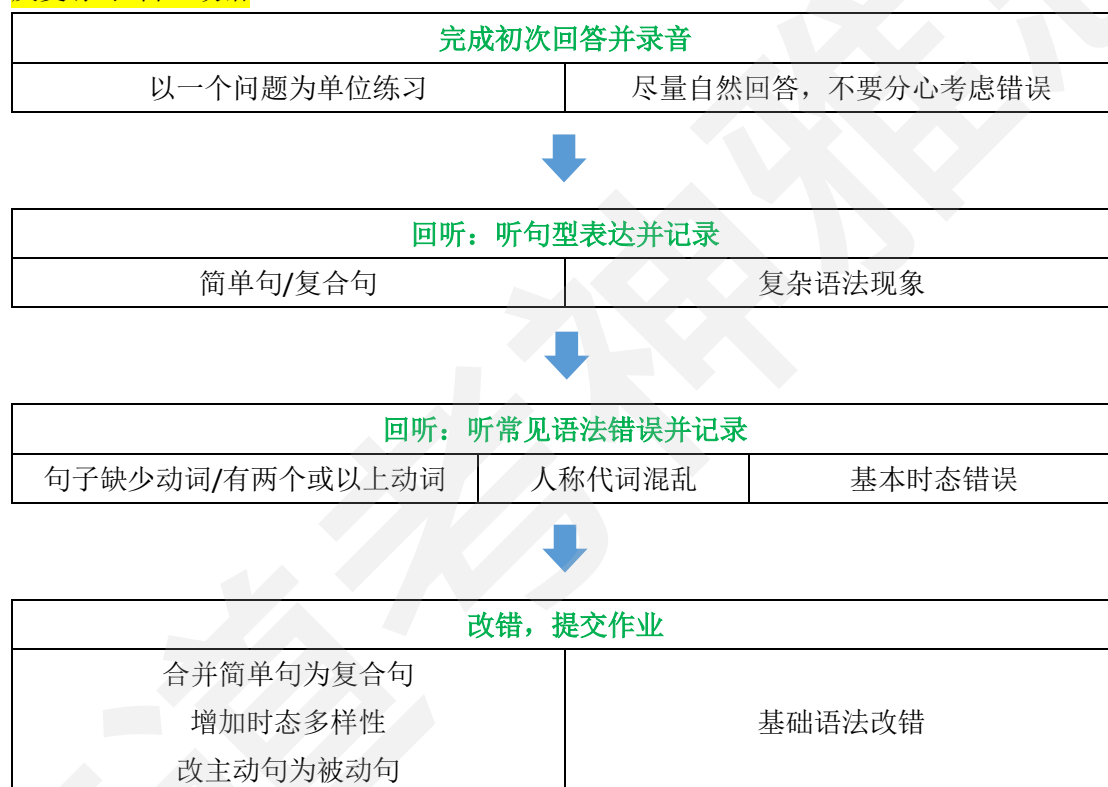 完成初次回答并录音
以一个问题为单位练习
尽量自然回答，不要分心考虑错误
回听：听句型表达并记录
简单句/复合句
复杂语法现象
回听：听常见语法错误并记录
句子缺少动词/有两个或以上动词
人称代词混乱
基本时态错误
改错，提交作业
合并简单句为复合句
增加时态多样性
改主动句为被动句
基础语法改错